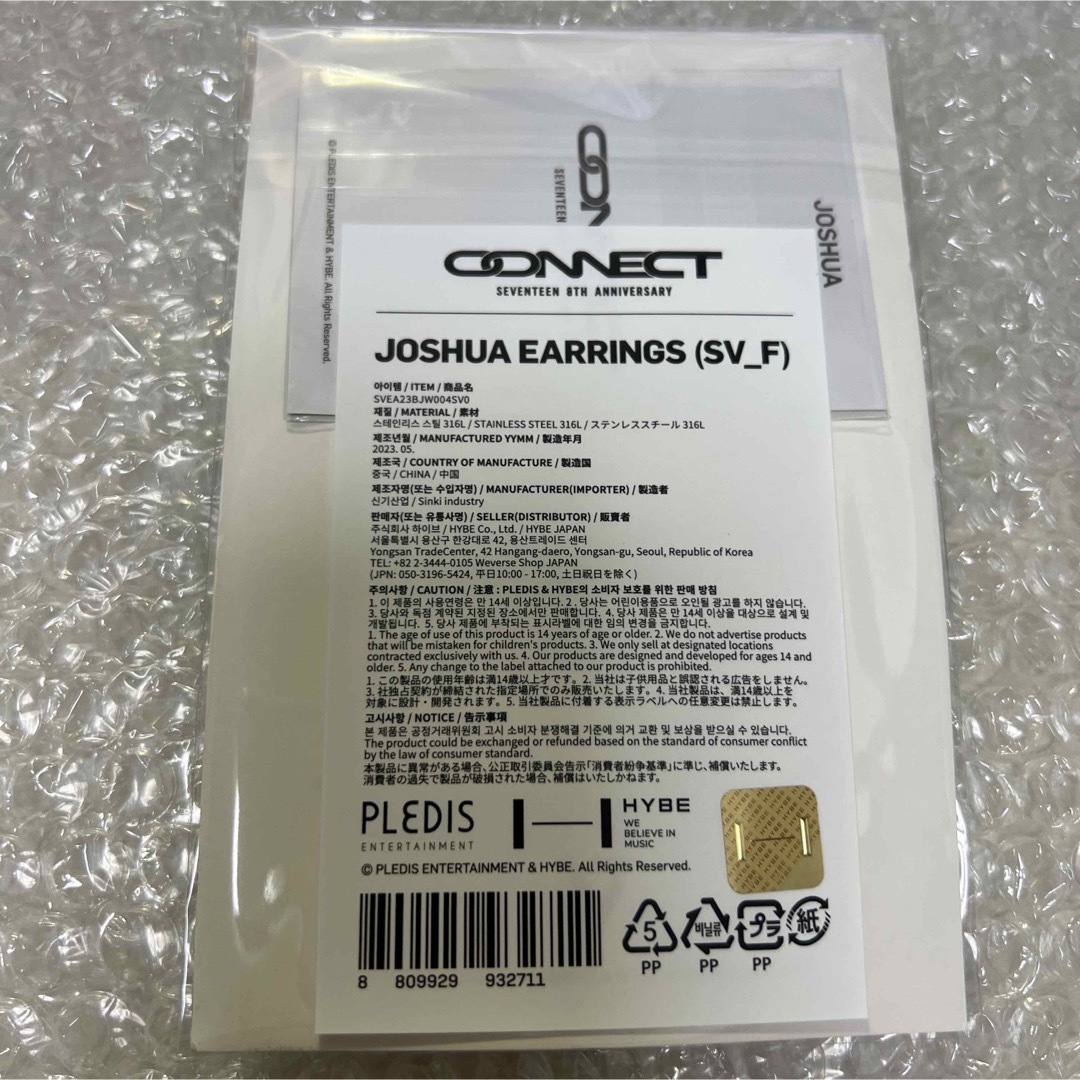 © PLEDIS ENTERTAINMENT & HYBE. All Rights Reserved.
SEVENTEEN
JOSHUA
CONNECT
SEVENTEEN 8TH ANNIVERSARY
JOSHUA EARRINGS (SV_F)
아이템 / ITEM / 商品名
SVEA23BJW004SV0
재질 / MATERIAL / 素材
스테인리스 스틸 316L / STAINLESS STEEL 316L / ステンレススチール 316L
제조년월 / MANUFACTURED YYMM / 製造年月
2023. 05.
제조국 / COUNTRY OF MANUFACTURE / 製造国
중국 / CHINA / 中国
제조자명(또는 수입자명) / MANUFACTURER(IMPORTER) / 製造者
신기산업 / Sinki industry
판매자(또는 유통사명) / SELLER(DISTRIBUTOR) / 販賣者
주식회사 하이브 / HYBE Co., Ltd. / HYBE JAPAN
서울특별시 용산구 한강대로 42, 용산트레이드 센터
Yongsan TradeCenter, 42 Hangang-daero, Yongsan-gu, Seoul, Republic of Korea
TEL: +82 2-3444-0105 Weverse Shop JAPAN
(JPN: 050-3196-5424, 平日10:00 - 17:00, 土日祝日を除く)
주의사항 / CAUTION / 注意 : PLEDIS & HYBE의 소비자 보호를 위한 판매 방침
1. 이 제품의 사용연령은 만 14세 이상입니다. 2. 당사는 어린이용품으로 오인될 광고를 하지 않습니다.
3. 당사와 독점 계약된 지정된 장소에서만 판매합니다. 4. 당사 제품은 만 14세 이상을 대상으로 설계 및
개발됩니다. 5. 당사 제품에 부착되는 표시라벨에 대한 임의 변경을 금지합니다.
1. The age of use of this product is 14 years of age or older. 2. We do not advertise products
that will be mistaken for children's products. 3. We only sell at designated locations
contracted exclusively with us. 4. Our products are designed and developed for ages 14 and
older. 5. Any change to the label attached to our product is prohibited.
1. この製品の使用年齢は満14歳以上才です。2. 当社は子供用品と誤認される広告をしません。
3. 社独占契約が締結された指定場所でのみ販売いたします。4. 当社製品は、満14歳以上を
対象に設計・開発されます。5. 当社製品に付着する表示ラベルへの任意変更は禁止します。
고시사항 / NOTICE / 告示事項
본 제품은 공정거래위원회 고시 소비자 분쟁해결 기준에 의거 교환 및 보상을 받으실 수 있습니다.
The product could be exchanged or refunded based on the standard of consumer conflict
by the law of consumer standard.
本製品に異常がある場合、公正取引委員会告示「消費者紛争基準」に準じ、補償いたします。
消費者の過失で製品が破損された場合、補償はいたしかねます。
PLEDIS
ENTERTAINMENT
HYBE
WE
BELIEVE IN
MUSIC
© PLEDIS ENTERTAINMENT & HYBE. All Rights Reserved.
8 809929 932711
5
PP
비닐류
PP
プラ
PP
紙